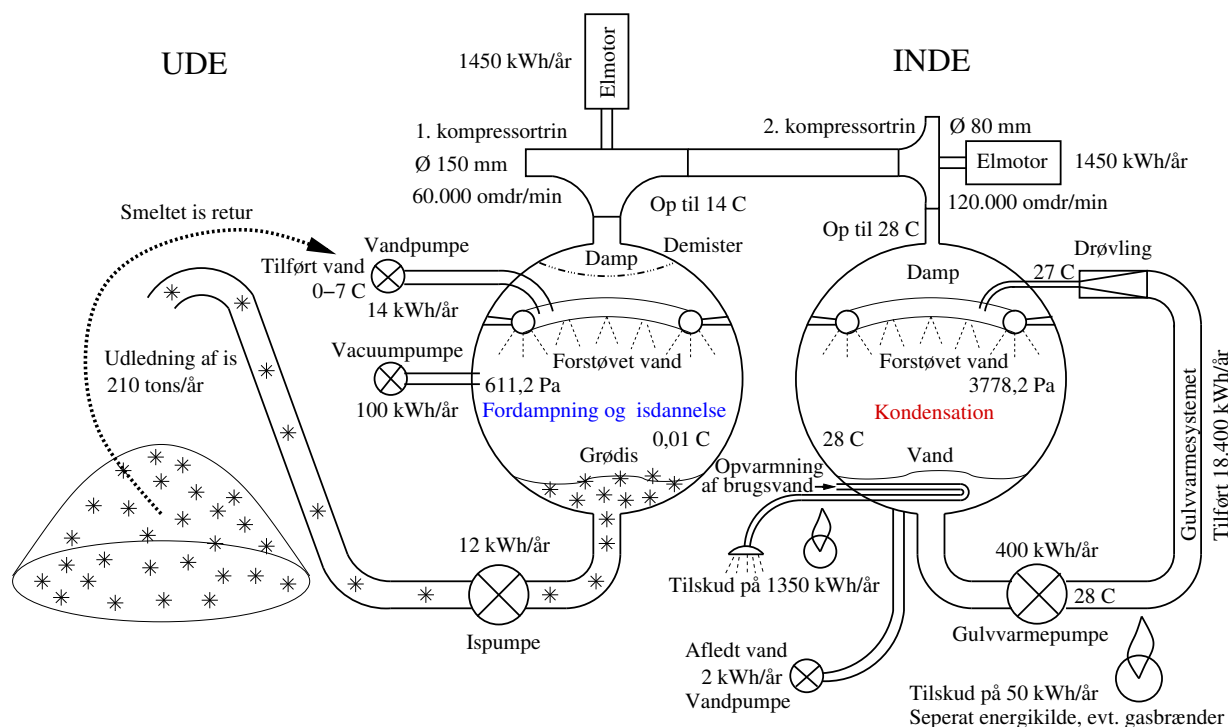 UDE
INDE
1450 kWh/år
Elmotor
1. kompressortrin
Ø 150 mm
60.000 omdr/min
Op til 14 C
2. kompressortrin
Ø 80 mm
Elmotor
1450 kWh/år
120.000 omdr/min
Op til 28 C
Smeltet is retur
Vandpumpe
Tilført vand
0–7 C
14 kWh/år
Damp
Demister
Damp
27 C
Drøvling
Udledning af is
210 tons/år
Vacuumpumpe
100 kWh/år
Forstøvet vand
611,2 Pa
Fordampning og isdannelse
0,01 C
Grødis
Forstøvet vand
3778,2 Pa
Kondensation
28 C
Vand
Opvarmning
af brugsvand
Gulvvarmesystemet
Tilført 18.400 kWh/år
12 kWh/år
Ispumpe
Tilskud på 1350 kWh/år
400 kWh/år
28 C
Gulvvarmepumpe
Afledt vand
2 kWh/år
Vandpumpe
Tilskud på 50 kWh/år
Seperat energikilde, evt. gasbrænder